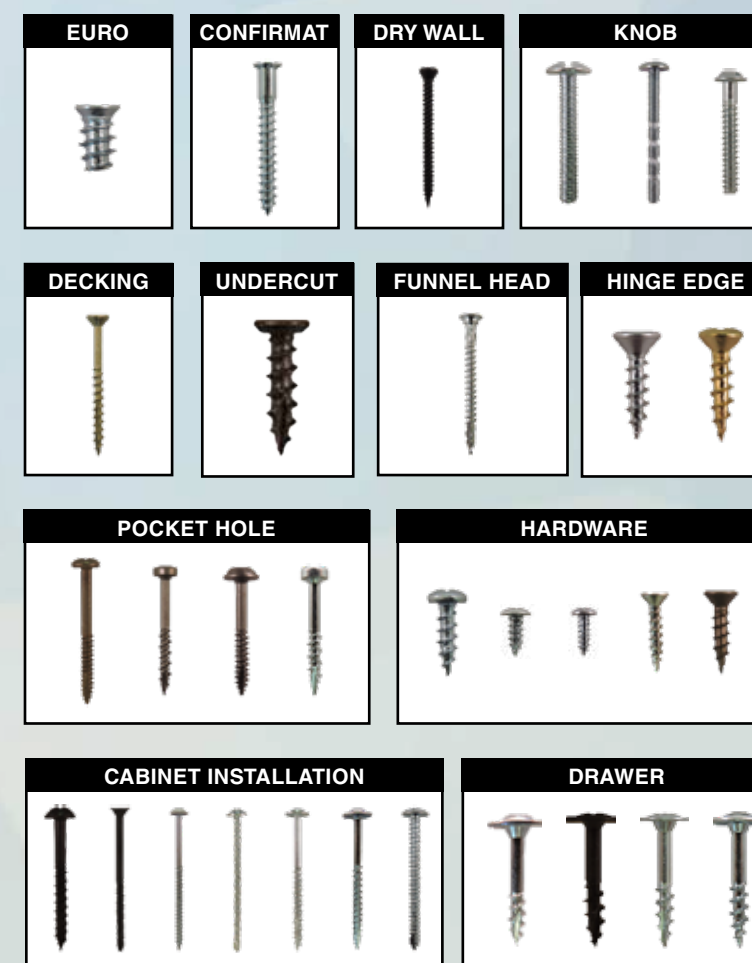 EURO
CONFIRMAT
DRY WALL
KNOB
DECKING
UNDERCUT
FUNNEL HEAD
HINGE EDGE
POCKET HOLE
HARDWARE
CABINET INSTALLATION
DRAWER